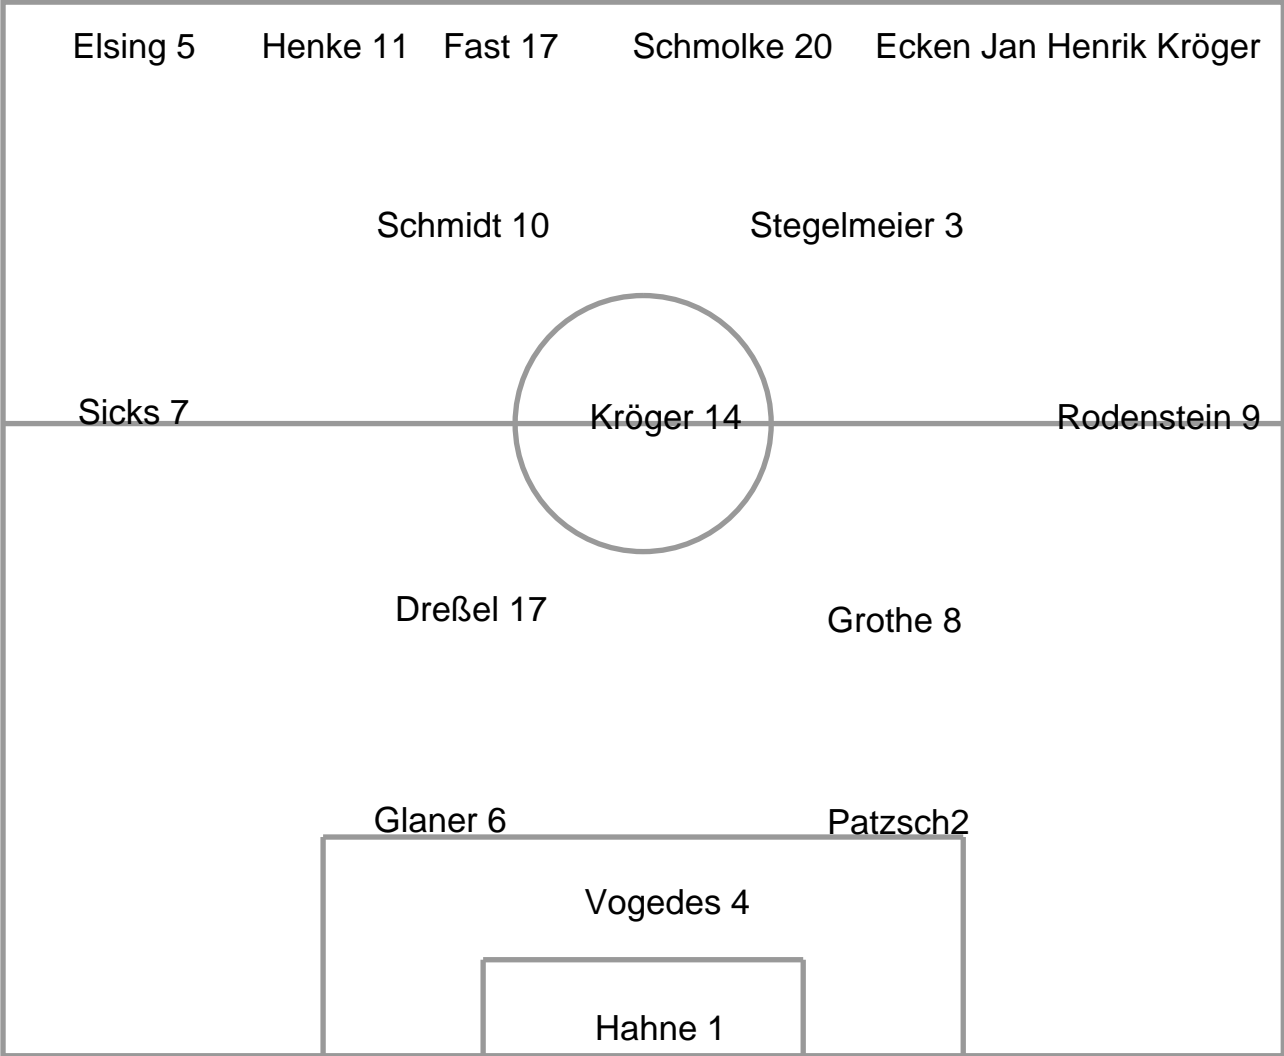 Elsing 5 Henke 11 Fast 17 Schmolke 20 Ecken Jan Henrik Kröger
Schmidt 10 Stegelmeier 3
Sicks 7 Kröger 14 Rodenstein 9
Dreßel 17 Grothe 8
Glaner 6 Patzsch2
Vogedes 4
Hahne 1